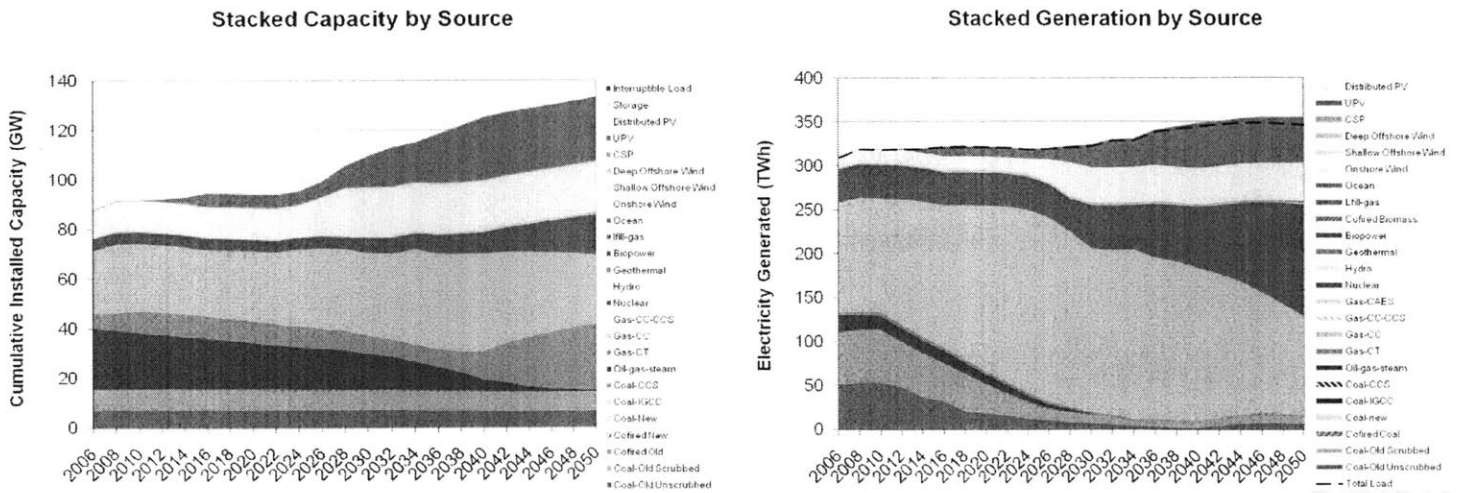 Stacked Capacity by Source
Cumulative Installed Capacity (GW)
140
120
100
80
60
40
20
0
2006 2008 2010 2012 2014 2016 2018 2020 2022 2024 2026 2028 2030 2032 2034 2036 2038 2040 2042 2044 2046 2048 2050
Interruptible Load
Storage
Distributed PV
UPV
CSP
Deep Offshore Wind
Shallow Offshore Wind
Onshore Wind
Ocean
lfill-gas
Biopower
Geothermal
Hydro
Nuclear
Gas-CC-CCS
Gas-CC
Gas-CT
Oil-gas-steam
Coal-CCS
Coal-IGCC
Coal-New
Cofired New
Cofired Old
Coal-Old Scrubbed
Coal-Old Unscrubbed
Stacked Generation by Source
Electricity Generated (TWh)
400
350
300
250
200
150
100
50
0
2006 2008 2010 2012 2014 2016 2018 2020 2022 2024 2026 2028 2030 2032 2034 2036 2038 2040 2042 2044 2046 2048 2050
Distributed PV
UPV
CSP
Deep Offshore Wind
Shallow Offshore Wind
Onshore Wind
Ocean
Lfill-gas
Cofired Biomass
Biopower
Geothermal
Hydro
Nuclear
Gas-CAES
Gas-CC-CCS
Gas-CC
Gas-CT
Oil-gas-steam
Coal-CCS
Coal-IGCC
Coal-new
Cofired Coal
Coal-Old Scrubbed
Coal-Old Unscrubbed
Total Load